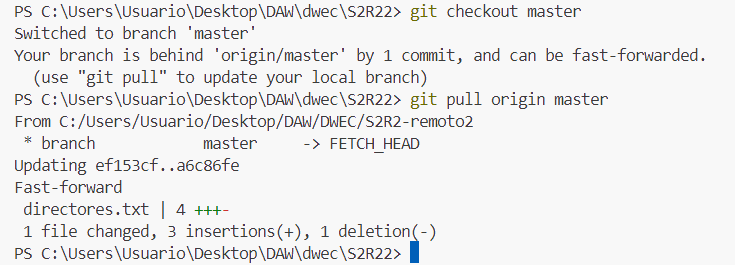 PS C:\Users\Usuario\Desktop\DAW\dwec\S2R22> git checkout master
Switched to branch 'master'
Your branch is behind 'origin/master' by 1 commit, and can be fast-forwarded.
  (use "git pull" to update your local branch)
PS C:\Users\Usuario\Desktop\DAW\dwec\S2R22> git pull origin master
From C:/Users/Usuario/Desktop/DAW/DWEC/S2R2-remoto2
 * branch            master     -> FETCH_HEAD
Updating ef153cf..a6c86fe
Fast-forward
 directores.txt | 4 +++-
 1 file changed, 3 insertions(+), 1 deletion(-)
PS C:\Users\Usuario\Desktop\DAW\dwec\S2R22>